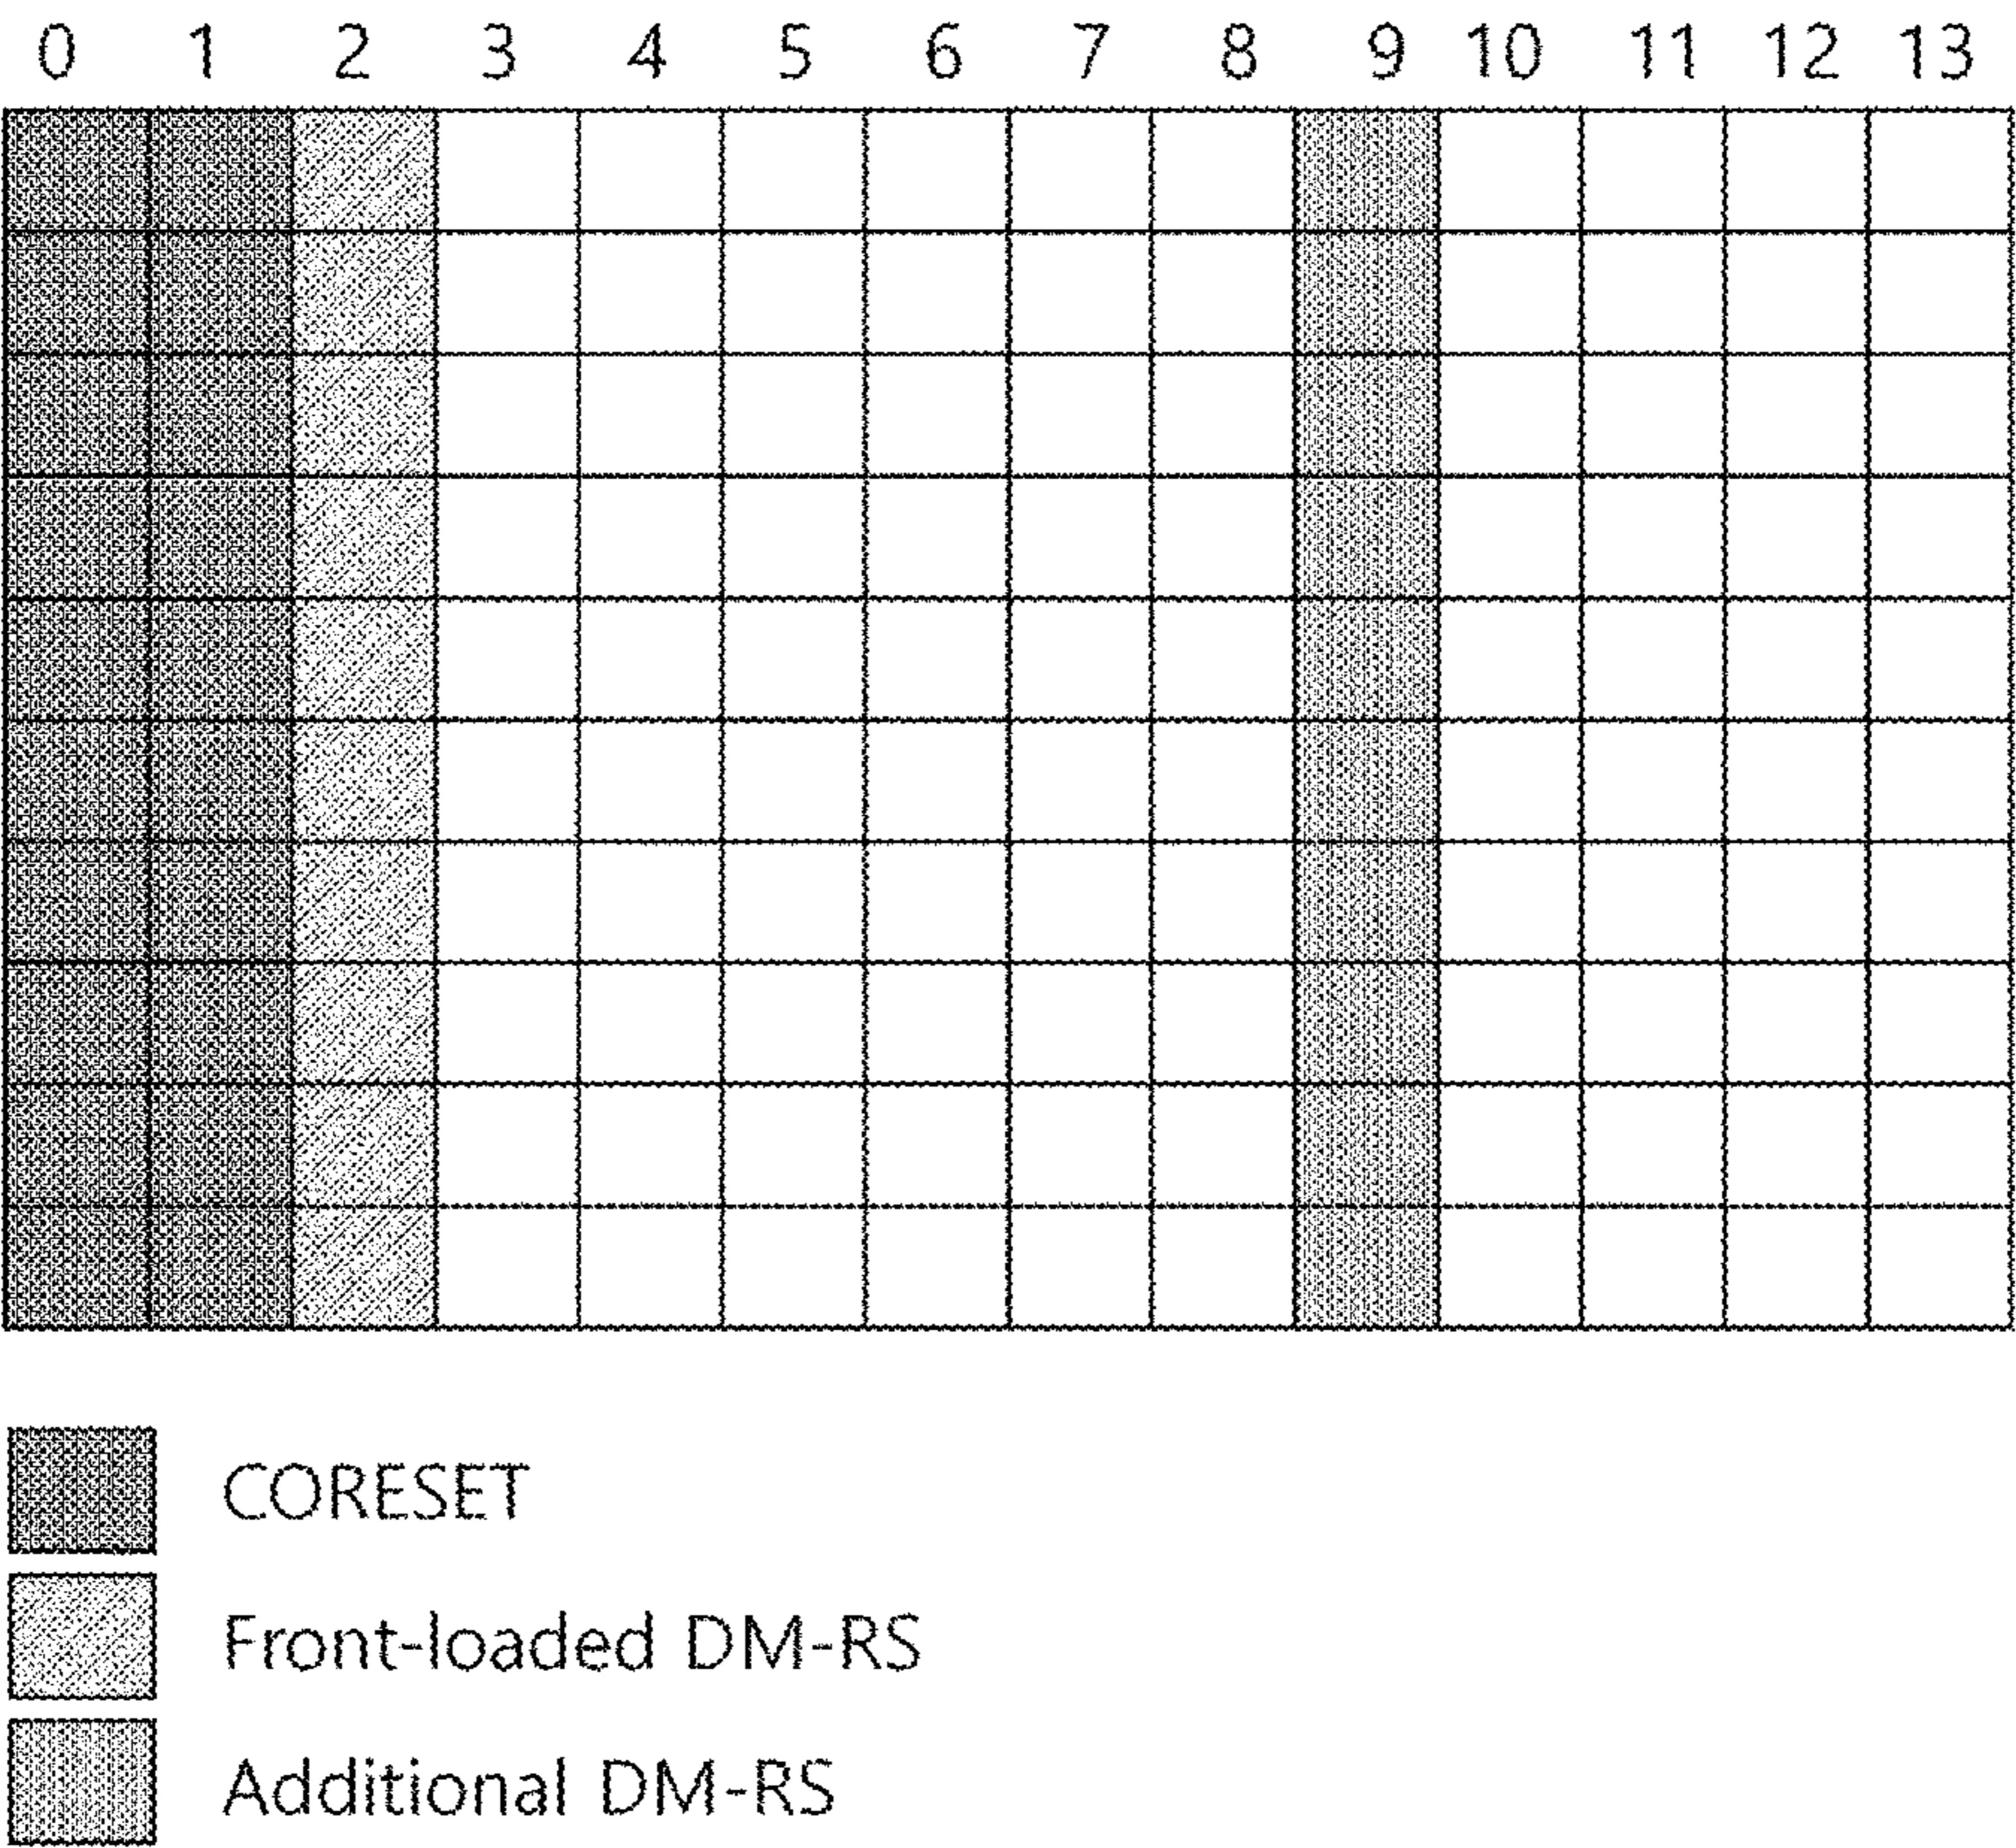 0 1 2 3 4 5 6 7 8 9 10 11 12 13
CORESET
Front-loaded DM-RS
Additional DM-RS